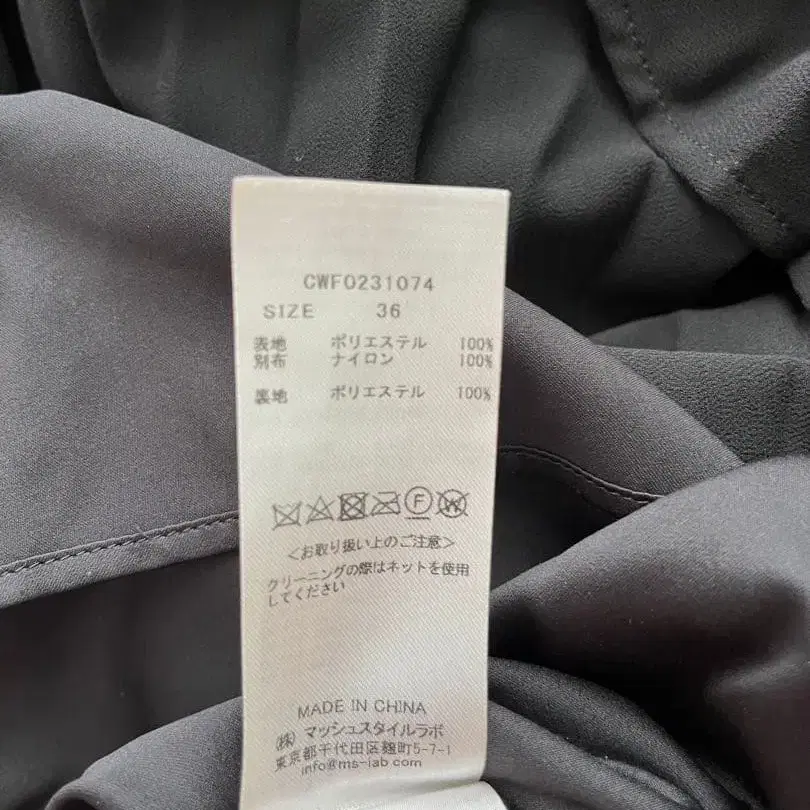 CWF0231074
SIZE 36
表地 ポリエステル 100%
別布 ナイロン 100%
裏地 ポリエステル 100%
F W
<お取り扱い上のご注意>
クリーニングの際はネットを使用
してください
MADE IN CHINA
(株)マッシュスタイルラボ
東京都千代田区麹町5-7-1
info@ms-lab.com